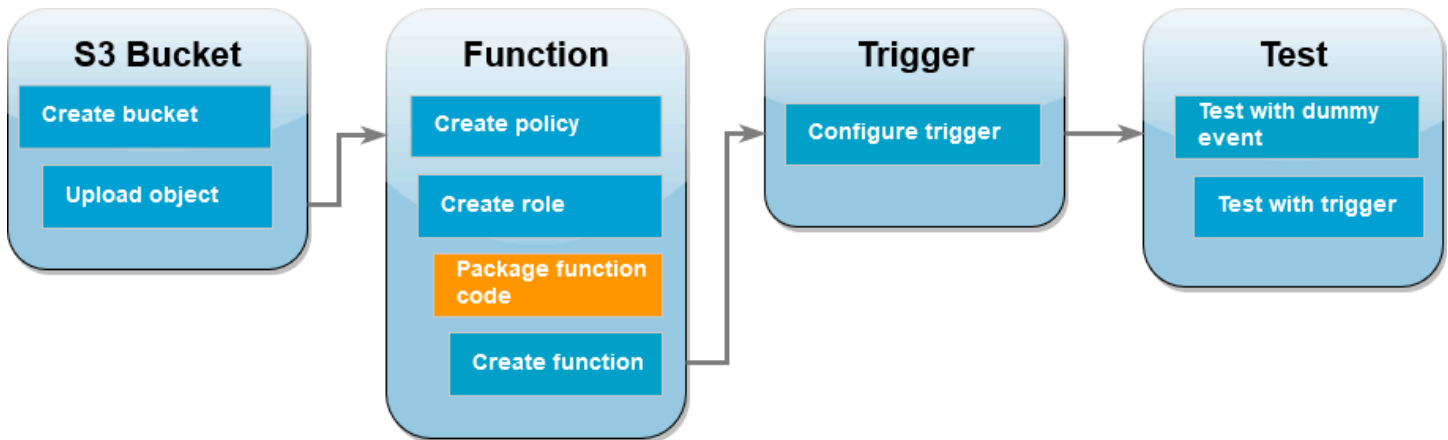 S3 Bucket
Create bucket
Upload object
Function
Create policy
Create role
Package function
code
Create function
Trigger
Configure trigger
Test
Test with dummy
event
Test with trigger